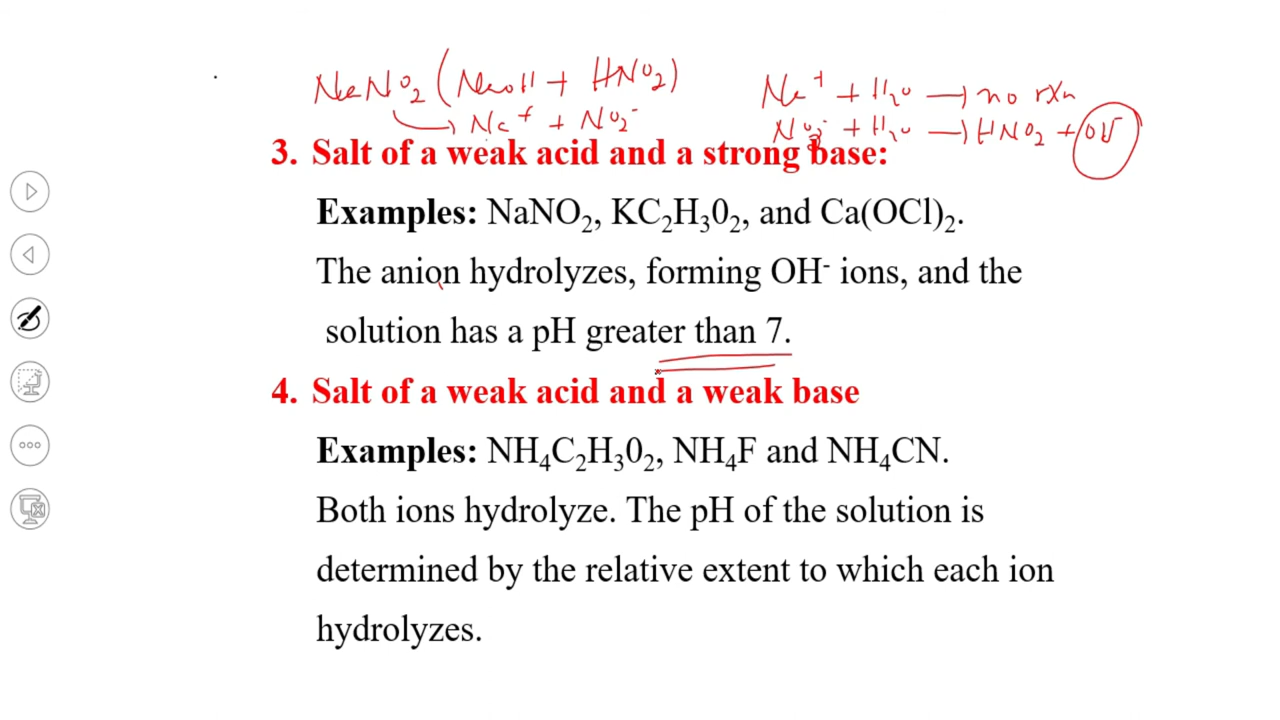 NaNO₂ (NaOH + HNO₂)
Na⁺ + H₂O → no rxn
→ Na⁺ + NO₂⁻
+ H₂O → HNO₂ + OH⁻
3. Salt of a weak acid and a strong base:
Examples: NaNO₂, KC₂H₃0₂, and Ca(OCl)₂.
The anion hydrolyzes, forming OH⁻ ions, and the
solution has a pH greater than 7.
4. Salt of a weak acid and a weak base
Examples: NH₄C₂H₃0₂, NH₄F and NH₄CN.
Both ions hydrolyze. The pH of the solution is
determined by the relative extent to which each ion
hydrolyzes.